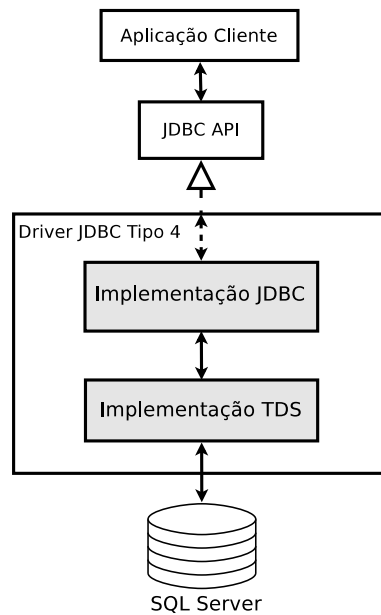 Aplicação Cliente
JDBC API
Driver JDBC Tipo 4
Implementação JDBC
Implementação TDS
SQL Server